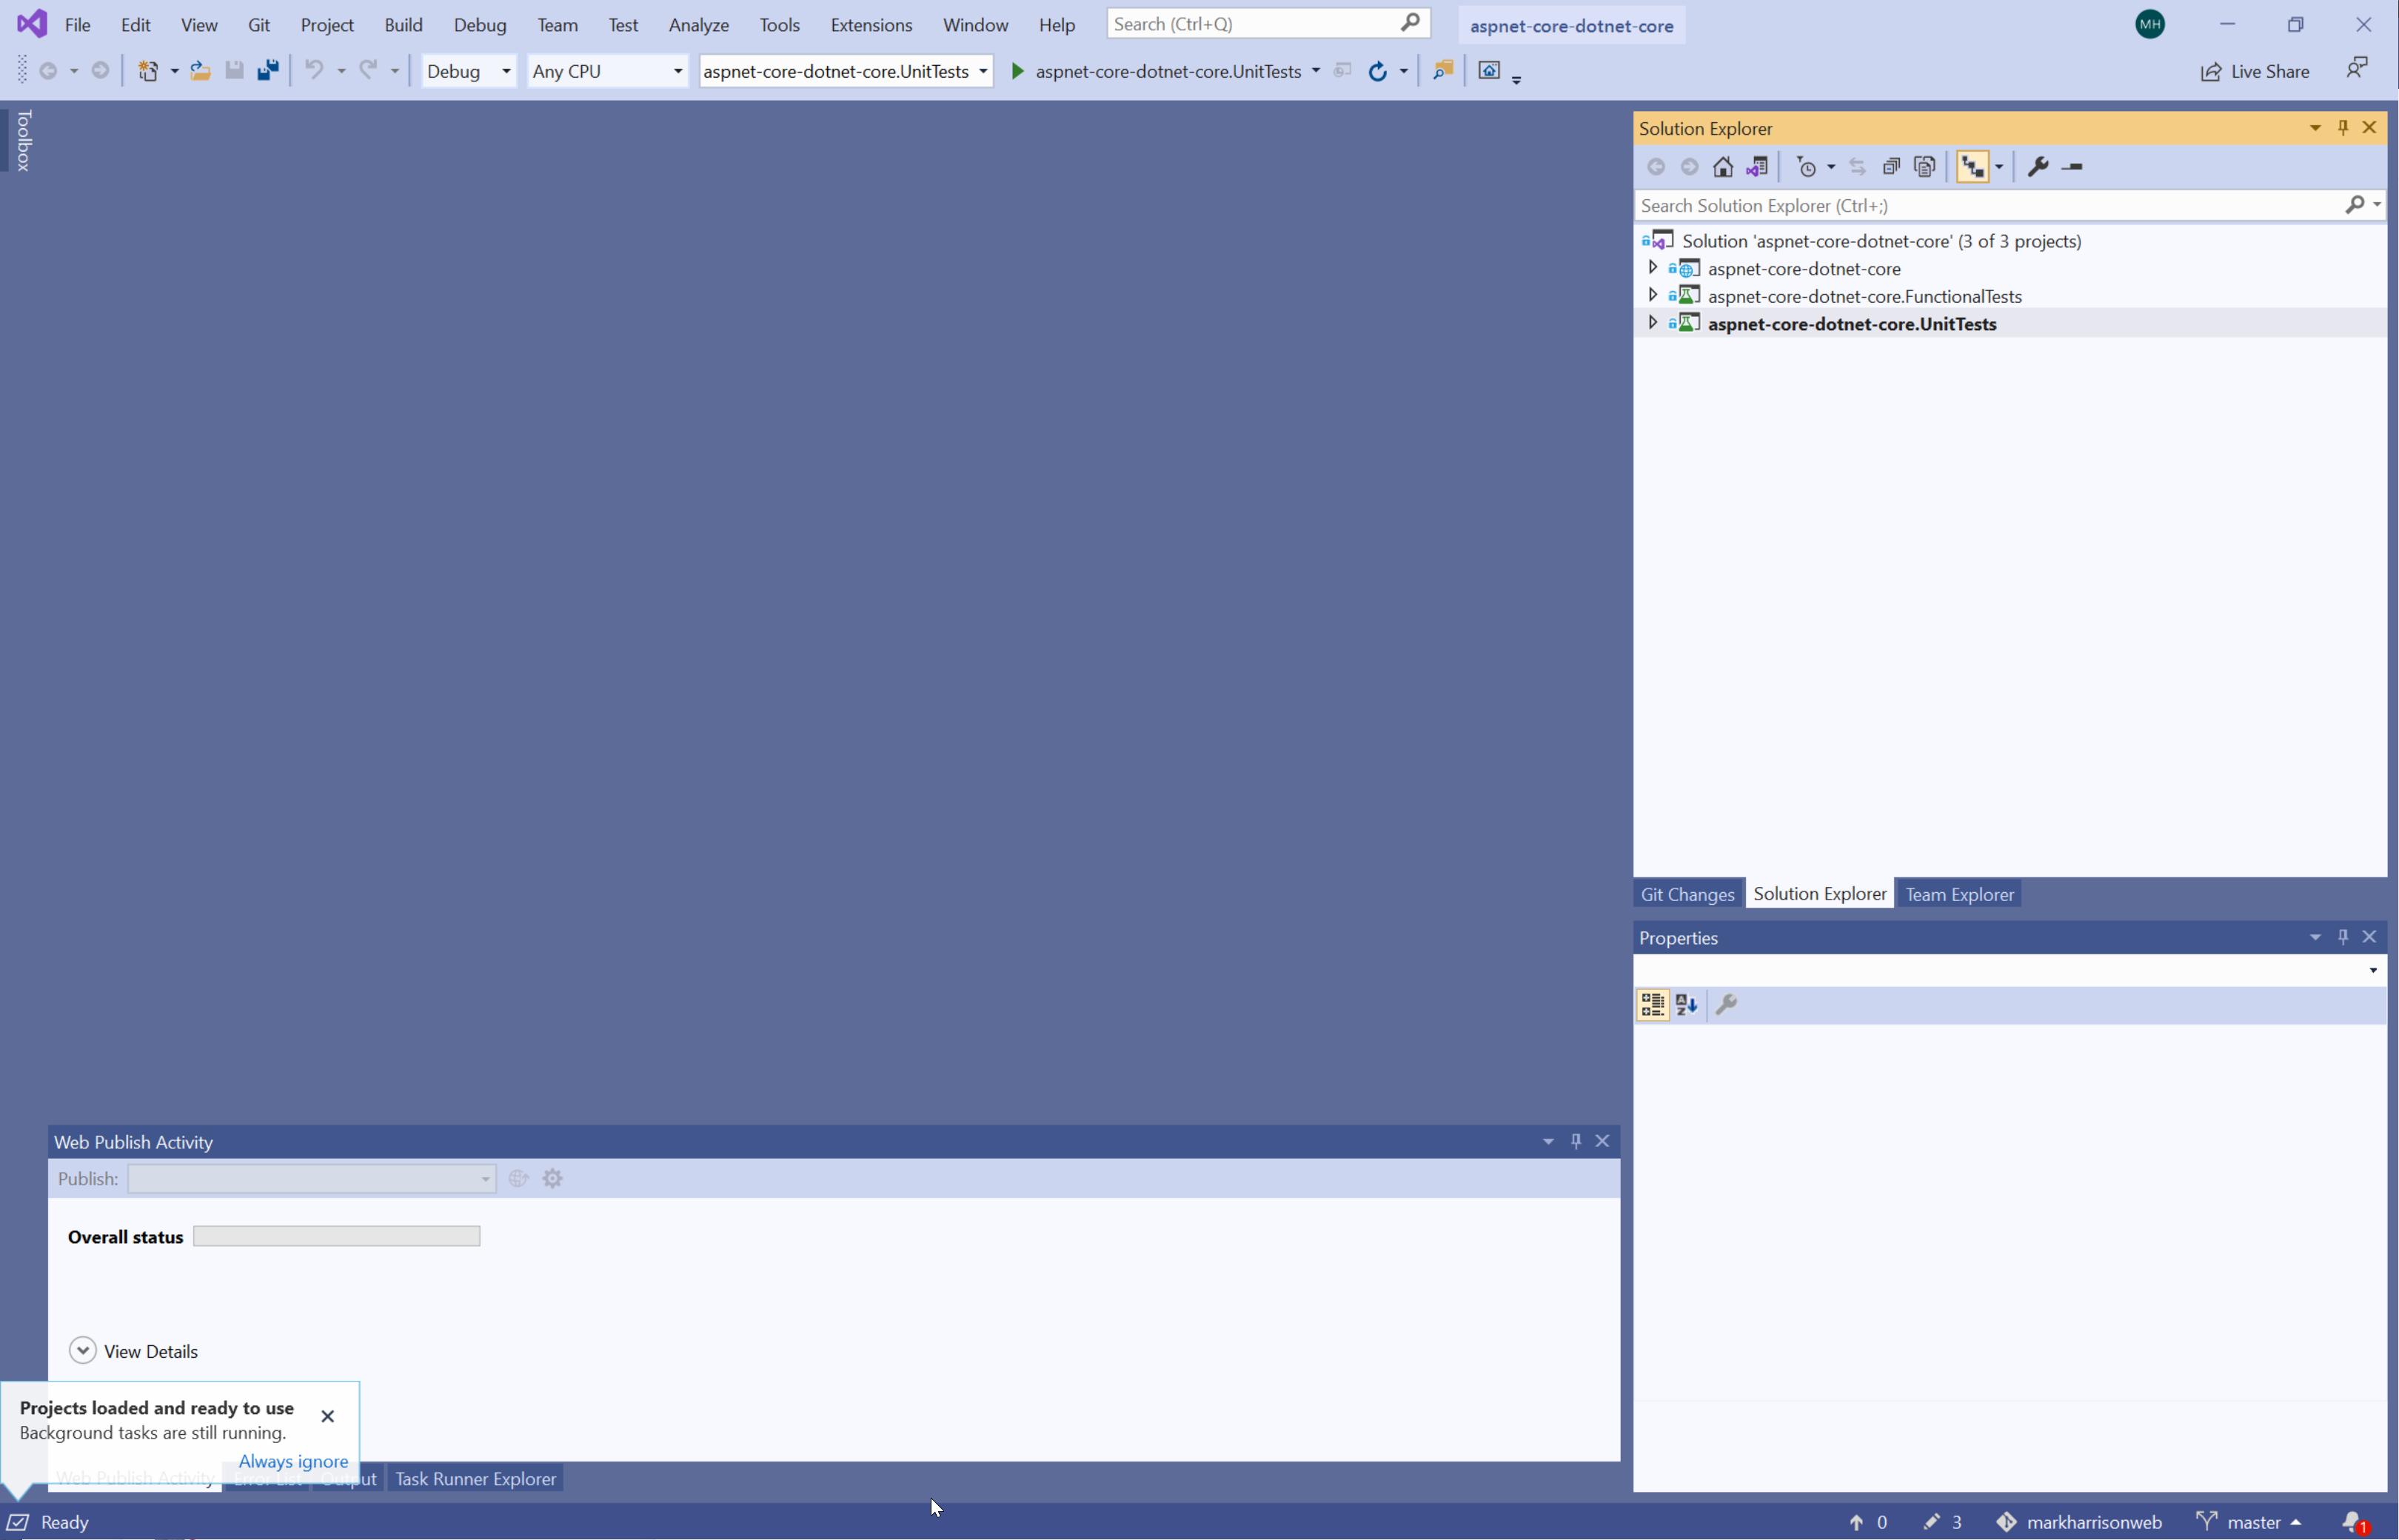 File Edit View Git Project Build Debug Team Test Analyze Tools Extensions Window Help Search (Ctrl+Q) aspnet-core-dotnet-core MH
Debug Any CPU aspnet-core-dotnet-core.UnitTests aspnet-core-dotnet-core.UnitTests Live Share
Toolbox
Solution Explorer
Search Solution Explorer (Ctrl+;)
Solution 'aspnet-core-dotnet-core' (3 of 3 projects)
aspnet-core-dotnet-core
aspnet-core-dotnet-core.FunctionalTests
aspnet-core-dotnet-core.UnitTests
Git Changes Solution Explorer Team Explorer
Properties
Web Publish Activity
Publish:
Overall status
View Details
Projects loaded and ready to use
Background tasks are still running.
Always ignore
Web Publish Activity Error List Output Task Runner Explorer
Ready 0 3 markharrisonweb master 1